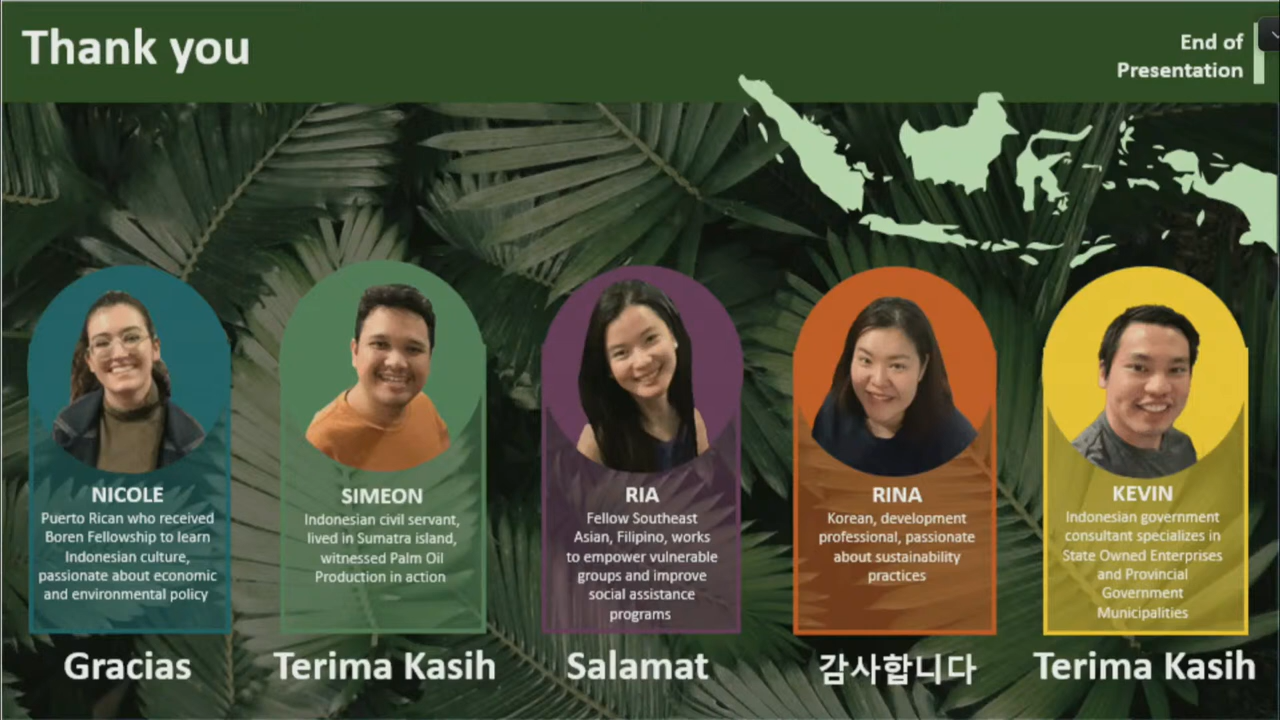 Thank you
End of
Presentation
NICOLE
Puerto Rican who received
Boren Fellowship to learn
Indonesian culture,
passionate about economic
and environmental policy
Gracias
SIMEON
Indonesian civil servant,
lived in Sumatra island,
witnessed Palm Oil
Production in action
Terima Kasih
RIA
Fellow Southeast
Asian, Filipino, works
to empower vulnerable
groups and improve
social assistance
programs
Salamat
RINA
Korean, development
professional, passionate
about sustainability
practices
감사합니다
KEVIN
Indonesian government
consultant specializes in
State Owned Enterprises
and Provincial
Government
Municipalities
Terima Kasih